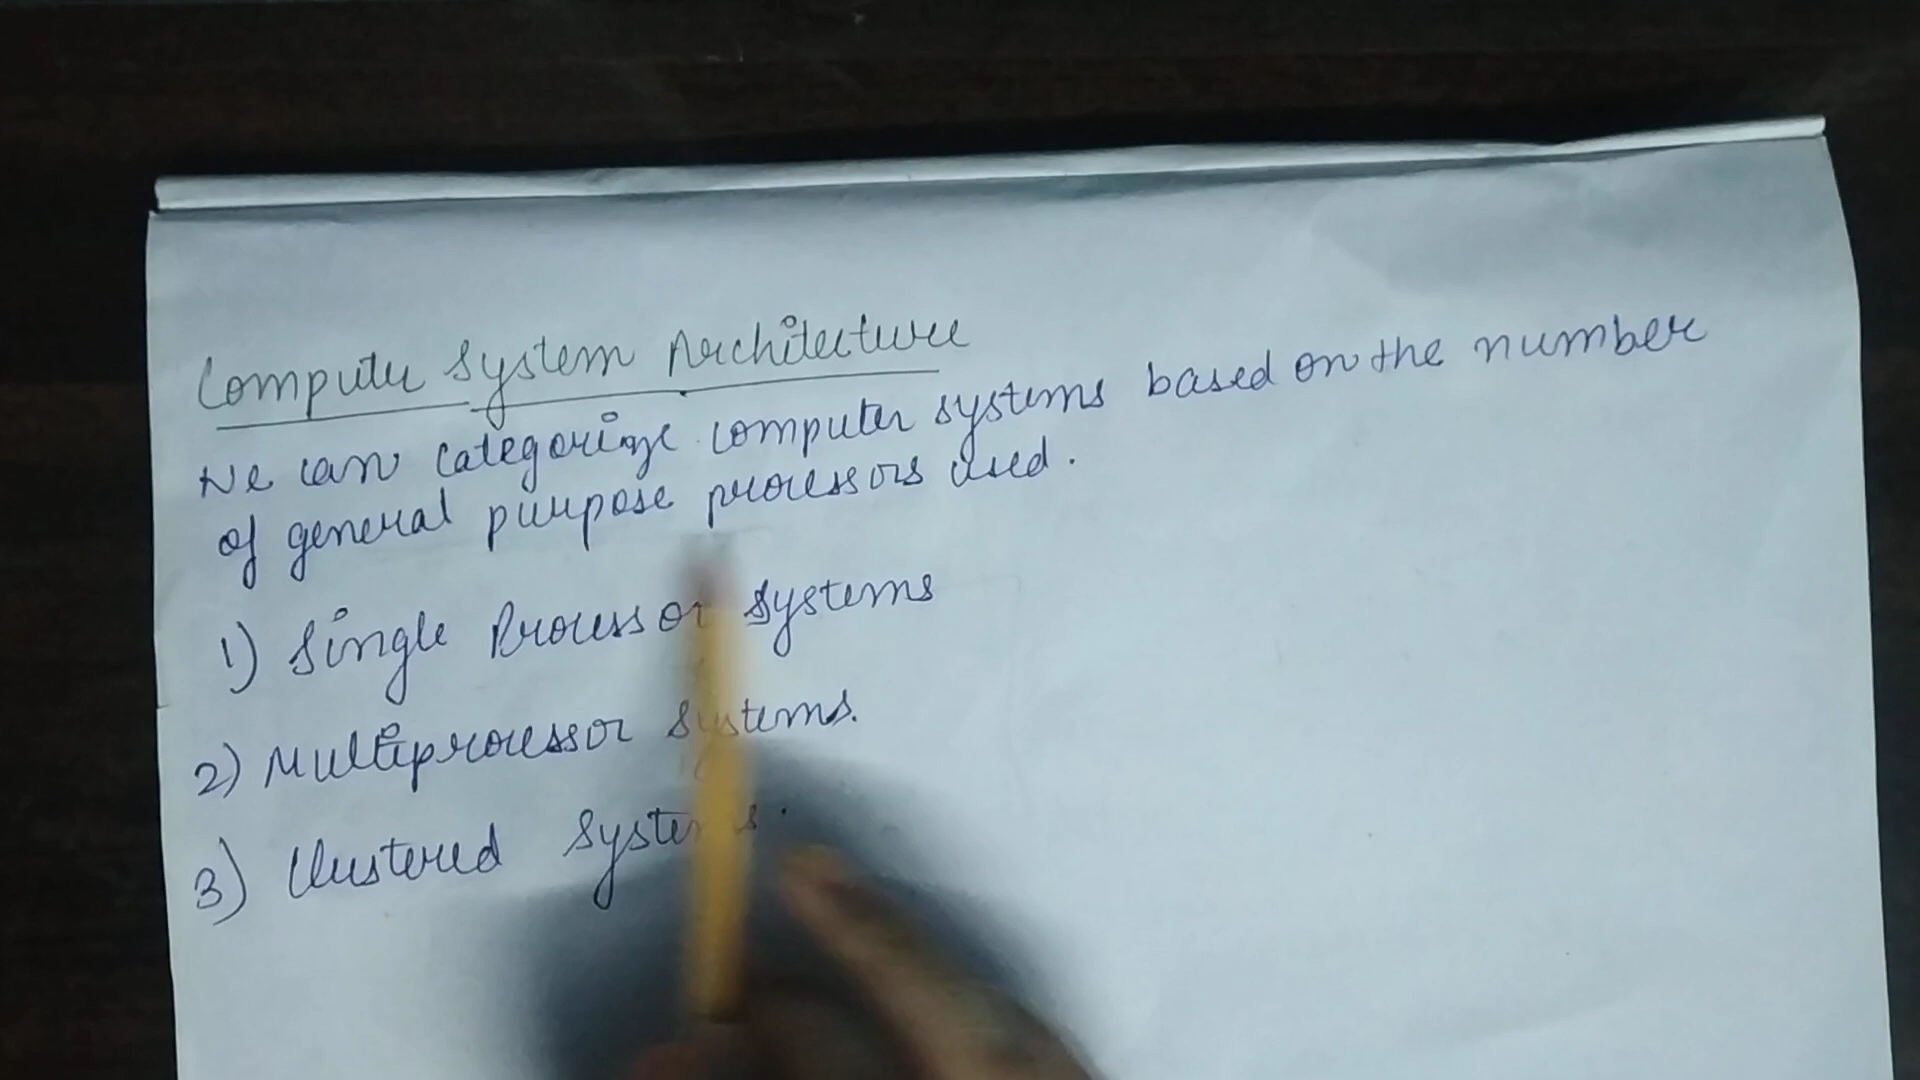 Computer System Architecture
We can categorize computer systems based on the number
of general purpose processors used.
1) Single Processor Systems
2) Multiprocessor Systems.
3) Clustered Systems.